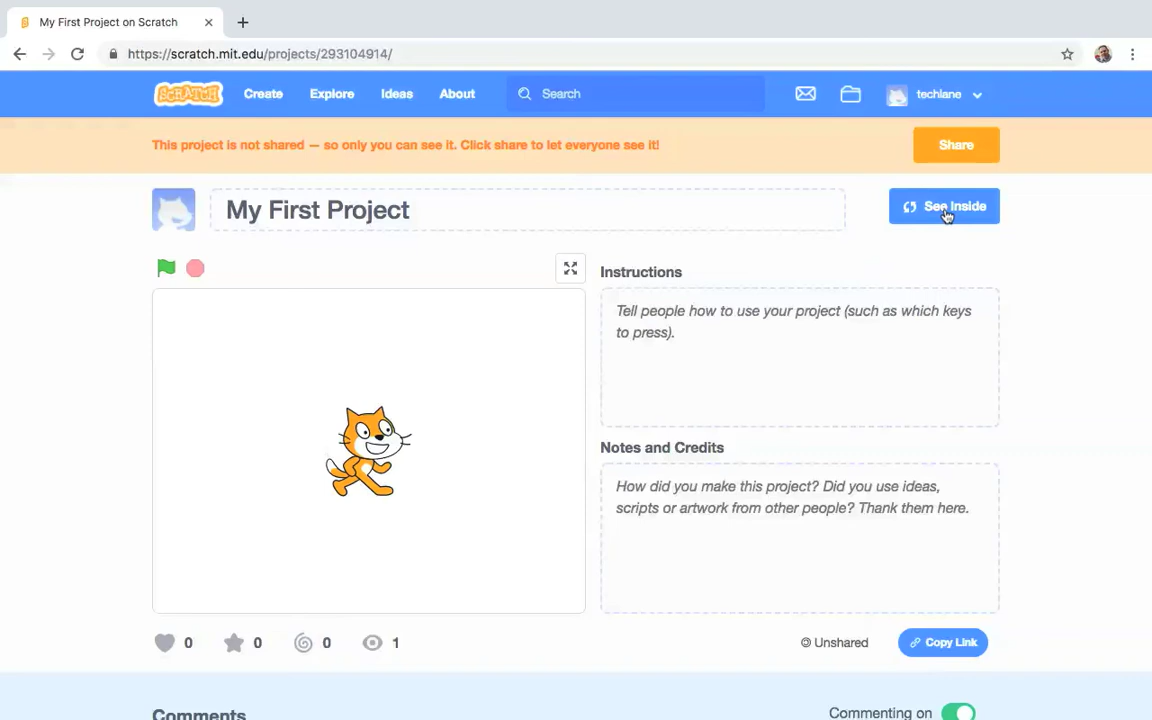 My First Project on Scratch
https://scratch.mit.edu/projects/293104914/
SCRATCH Create Explore Ideas About Search techlane
This project is not shared — so only you can see it. Click share to let everyone see it! Share
My First Project See Inside
Instructions
Tell people how to use your project (such as which keys
to press).
Notes and Credits
How did you make this project? Did you use ideas,
scripts or artwork from other people? Thank them here.
0 0 0 1 Unshared Copy Link
Comments Commenting on